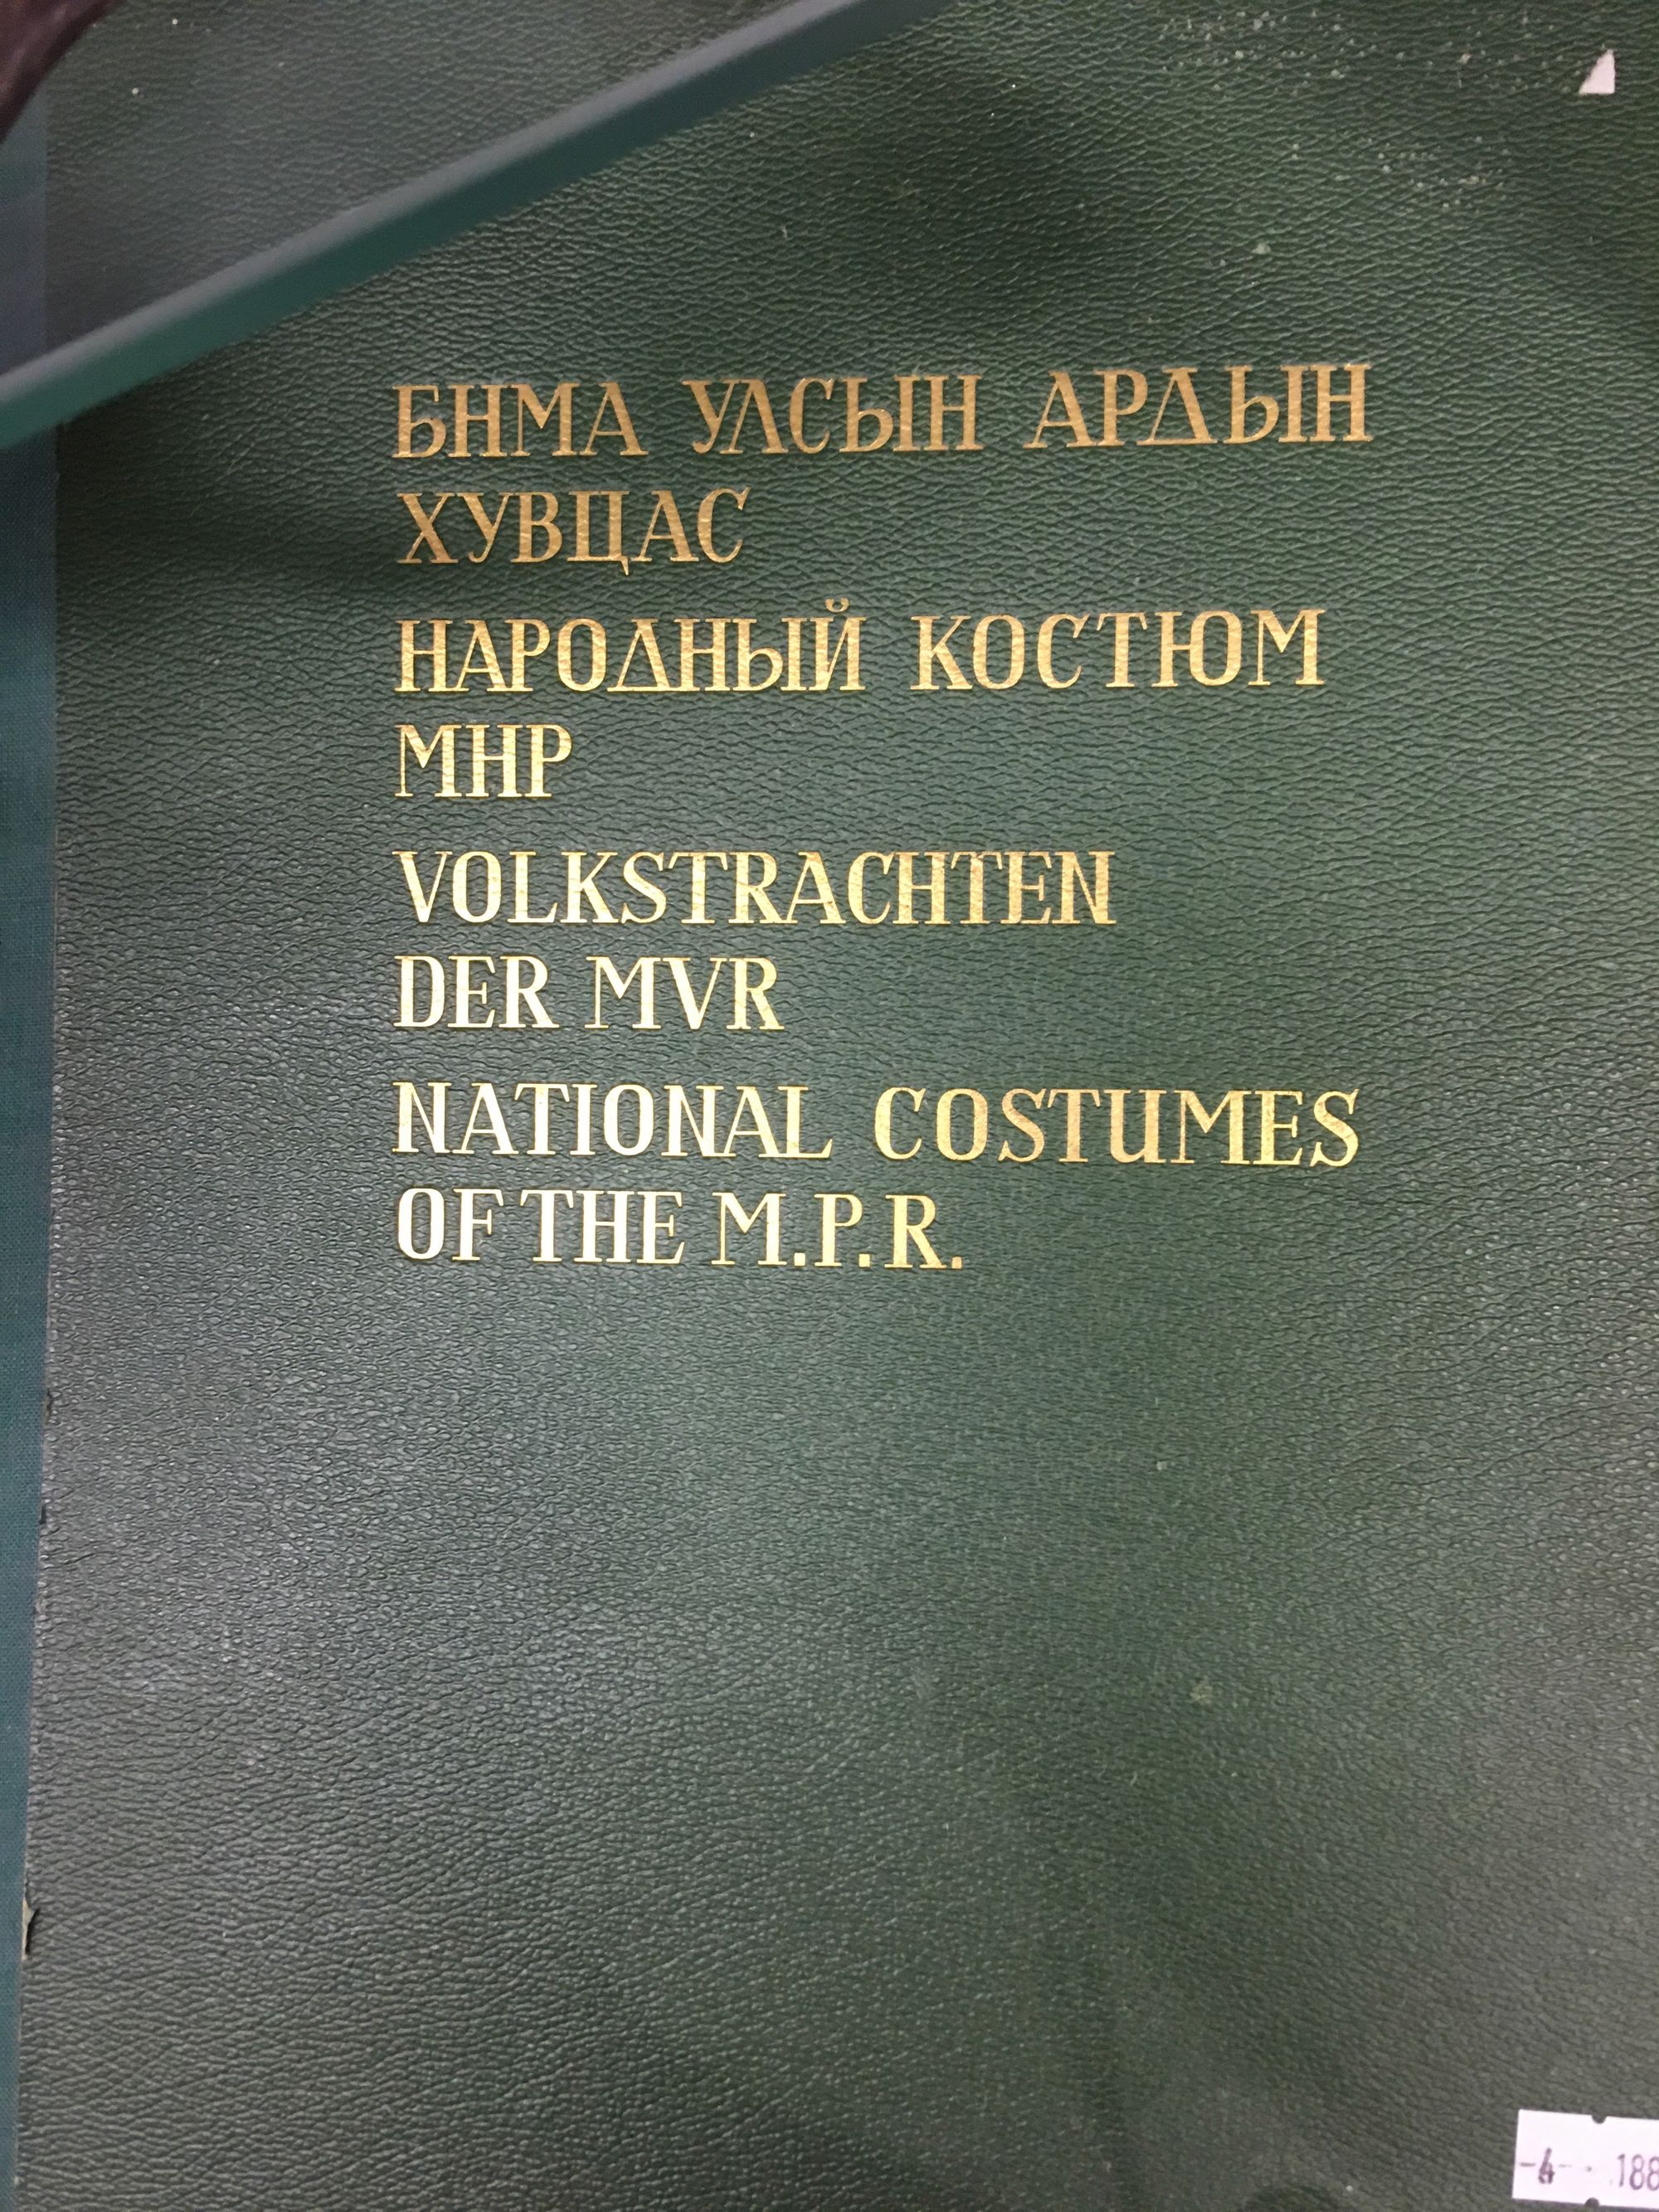 БНМА УЛСЫН АРДЫН
ХУВЦАС
НАРОДНЫЙ КОСТЮМ
МНР
VOLKSTRACHTEN
DER MVR
NATIONAL COSTUMES
OF THE M.P.R.